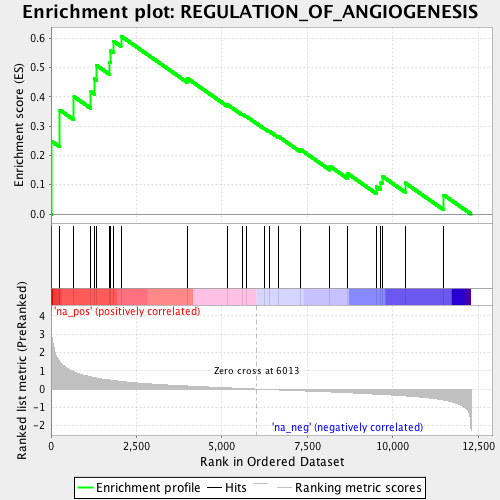 Enrichment plot: REGULATION_OF_ANGIOGENESIS
Enrichment score (ES)
0.6
0.5
0.4
0.3
0.2
0.1
0.0
'na_pos' (positively correlated)
Ranked list metric (PreRanked)
4
3
2
1
0
-1
-2
Zero cross at 6013
'na_neg' (negatively correlated)
0
2,500
5,000
7,500
10,000
12,500
Rank in Ordered Dataset
Enrichment profile
Hits
Ranking metric scores